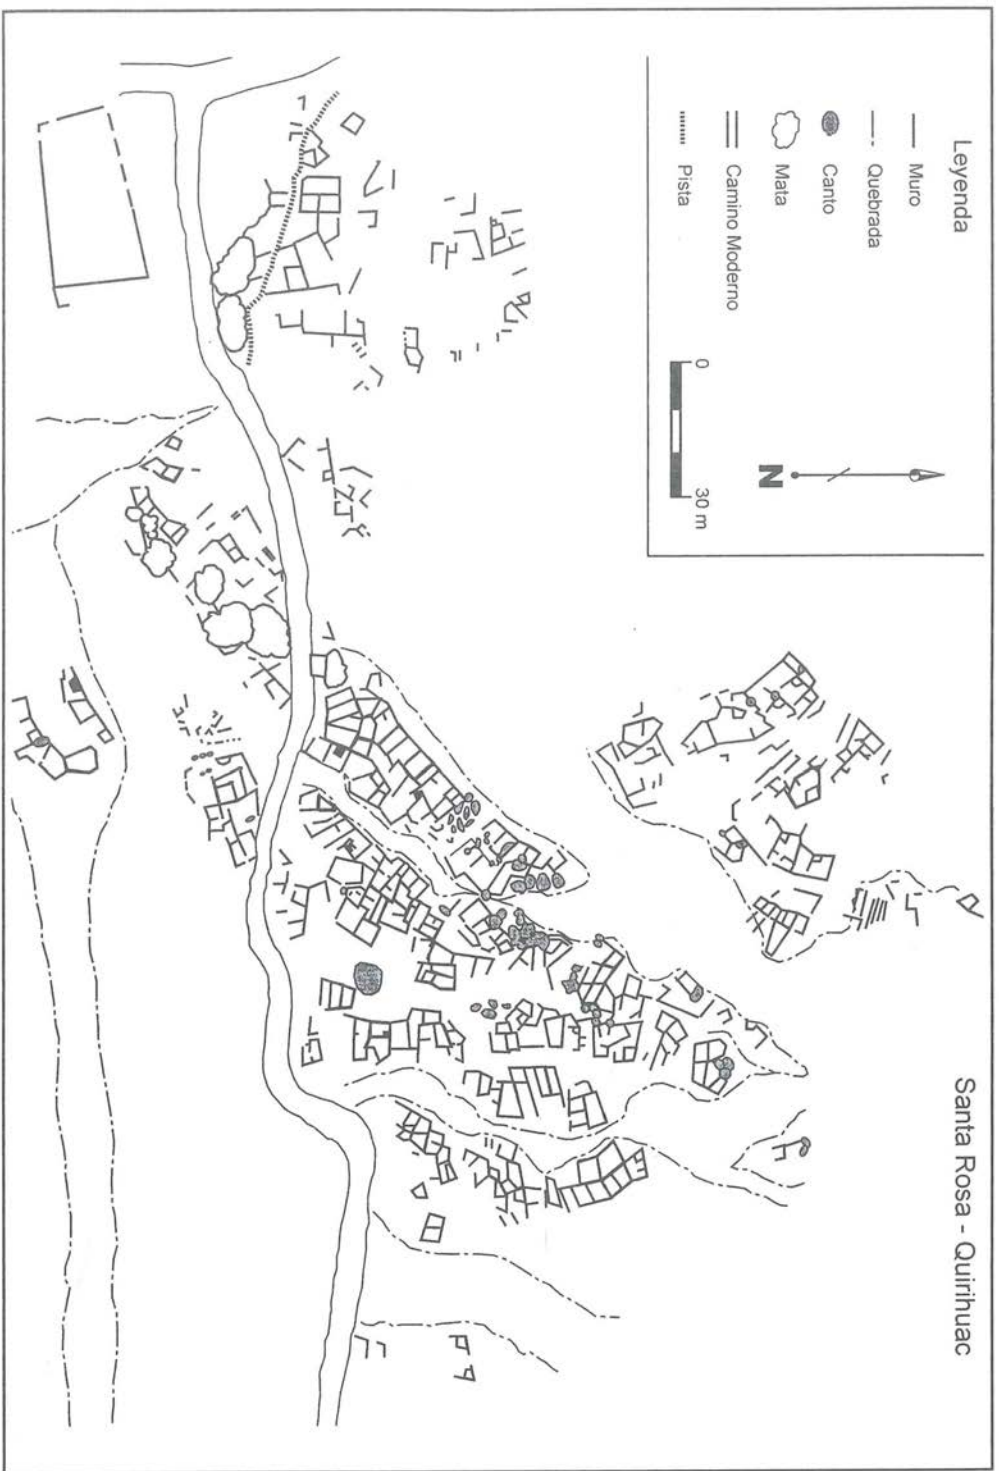 Leyenda
Muro
Quebrada
Canto
Mata
Camino Moderno
Pista
0
30 m
N
Santa Rosa - Quirihuac